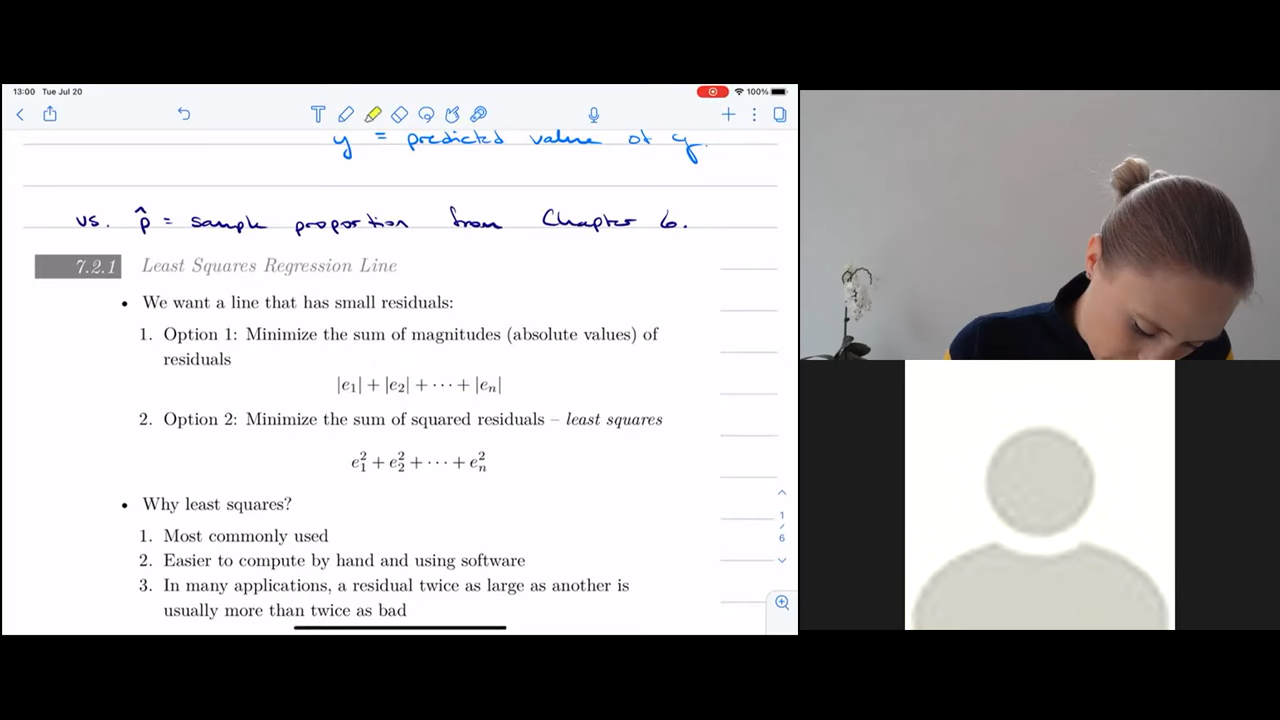 13:00 Tue Jul 20
100%
y = predicted value of y.
vs. p̂ = sample proportion from Chapter 6.
7.2.1 Least Squares Regression Line
• We want a line that has small residuals:
1. Option 1: Minimize the sum of magnitudes (absolute values) of
residuals
|e₁| + |e₂| + ··· + |eₙ|
2. Option 2: Minimize the sum of squared residuals – least squares
e₁² + e₂² + ··· + eₙ²
• Why least squares?
1. Most commonly used
2. Easier to compute by hand and using software
3. In many applications, a residual twice as large as another is
usually more than twice as bad
1
/
6